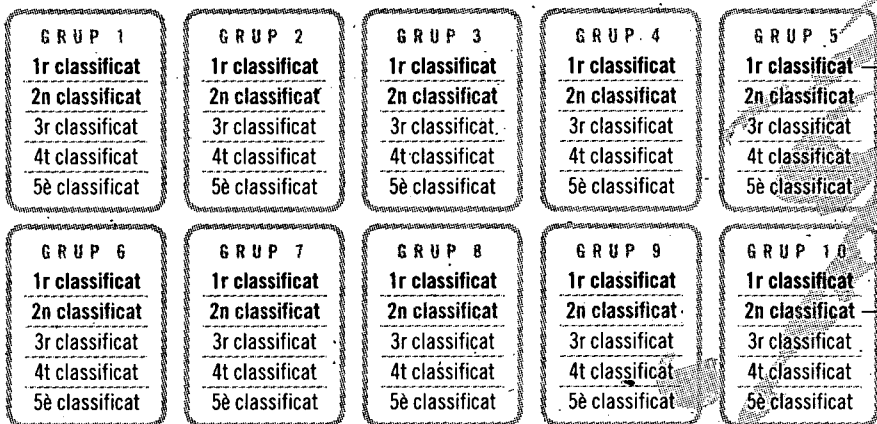 GRUP 1
1r classificat
2n classificat
3r classificat
4t classificat
5è classificat
GRUP 2
1r classificat
2n classificat
3r classificat
4t classificat
5è classificat
GRUP 3
1r classificat
2n classificat
3r classificat
4t classificat
5è classificat
GRUP 4
1r classificat
2n classificat
3r classificat
4t classificat
5è classificat
GRUP 5
1r classificat
2n classificat
3r classificat
4t classificat
5è classificat
GRUP 6
1r classificat
2n classificat
3r classificat
4t classificat
5è classificat
GRUP 7
1r classificat
2n classificat
3r classificat
4t classificat
5è classificat
GRUP 8
1r classificat
2n classificat
3r classificat
4t classificat
5è classificat
GRUP 9
1r classificat
2n classificat
3r classificat
4t classificat
5è classificat
GRUP 10
1r classificat
2n classificat
3r classificat
4t classificat
5è classificat